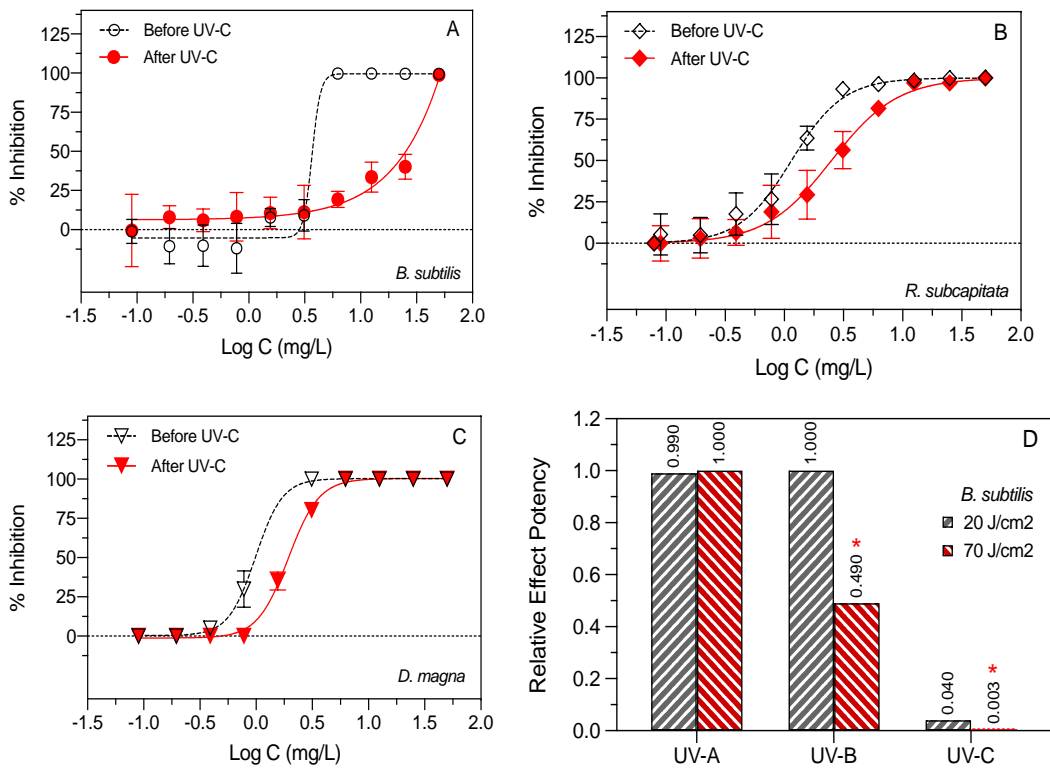 Before UV-C
After UV-C
A
125
100
75
50
25
0
% Inhibition
B. subtilis
-1.5 -1.0 -0.5 0.0 0.5 1.0 1.5 2.0
Log C (mg/L)
Before UV-C
After UV-C
B
125
100
75
50
25
0
% Inhibition
R. subcapitata
-1.5 -1.0 -0.5 0.0 0.5 1.0 1.5 2.0
Log C (mg/L)
Before UV-C
After UV-C
C
125
100
75
50
25
0
% Inhibition
D. magna
-1.5 -1.0 -0.5 0.0 0.5 1.0 1.5 2.0
Log C (mg/L)
D
1.2
1.0
0.8
0.6
0.4
0.2
0.0
Relative Effect Potency
0.990
1.000
1.000
*
0.490
*
0.040
0.003
B. subtilis
20 J/cm2
70 J/cm2
UV-A UV-B UV-C